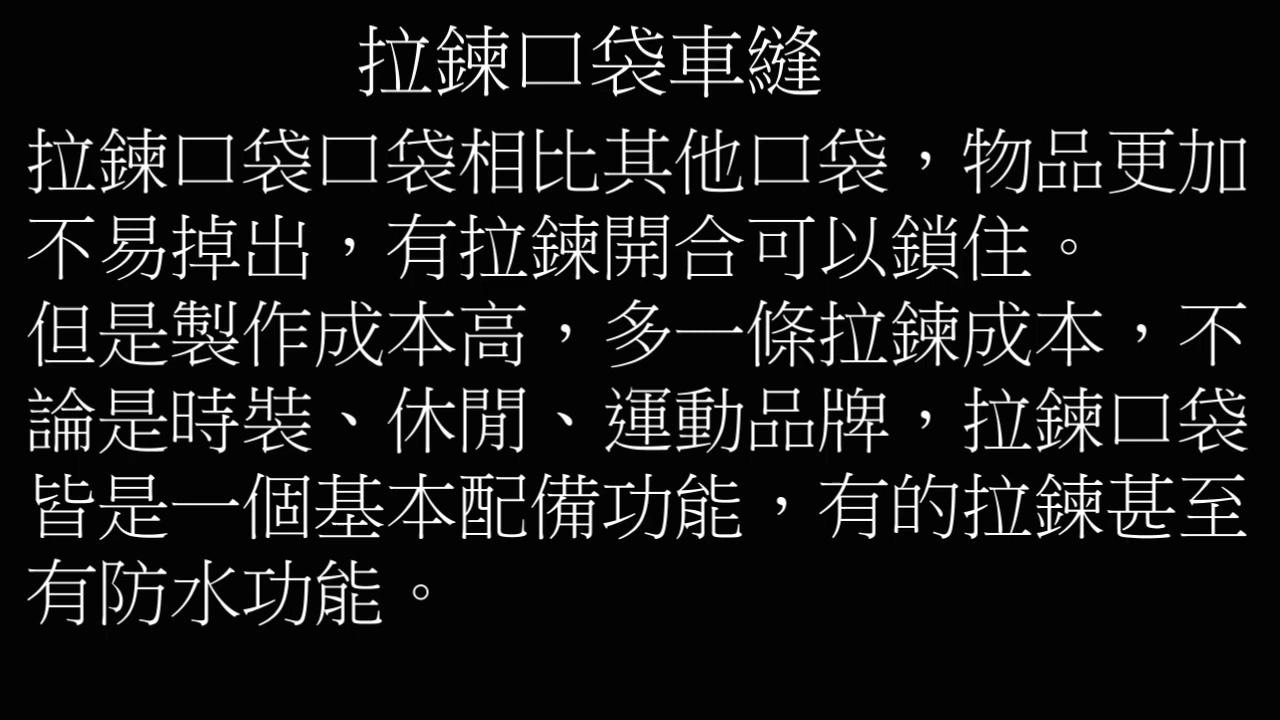 拉鍊口袋車縫
拉鍊口袋口袋相比其他口袋，物品更加
不易掉出，有拉鍊開合可以鎖住。
但是製作成本高，多一條拉鍊成本，不
論是時裝、休閒、運動品牌，拉鍊口袋
皆是一個基本配備功能，有的拉鍊甚至
有防水功能。